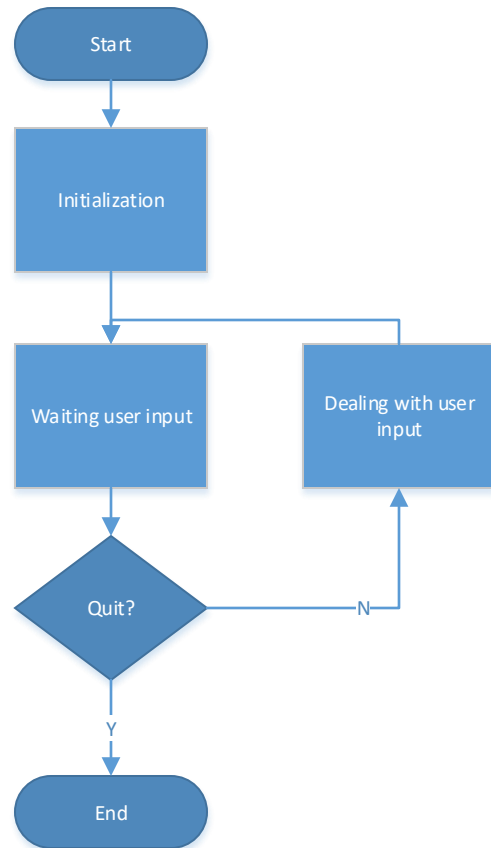 Start
Initialization
Waiting user input
Dealing with user
input
Quit?
N
Y
End